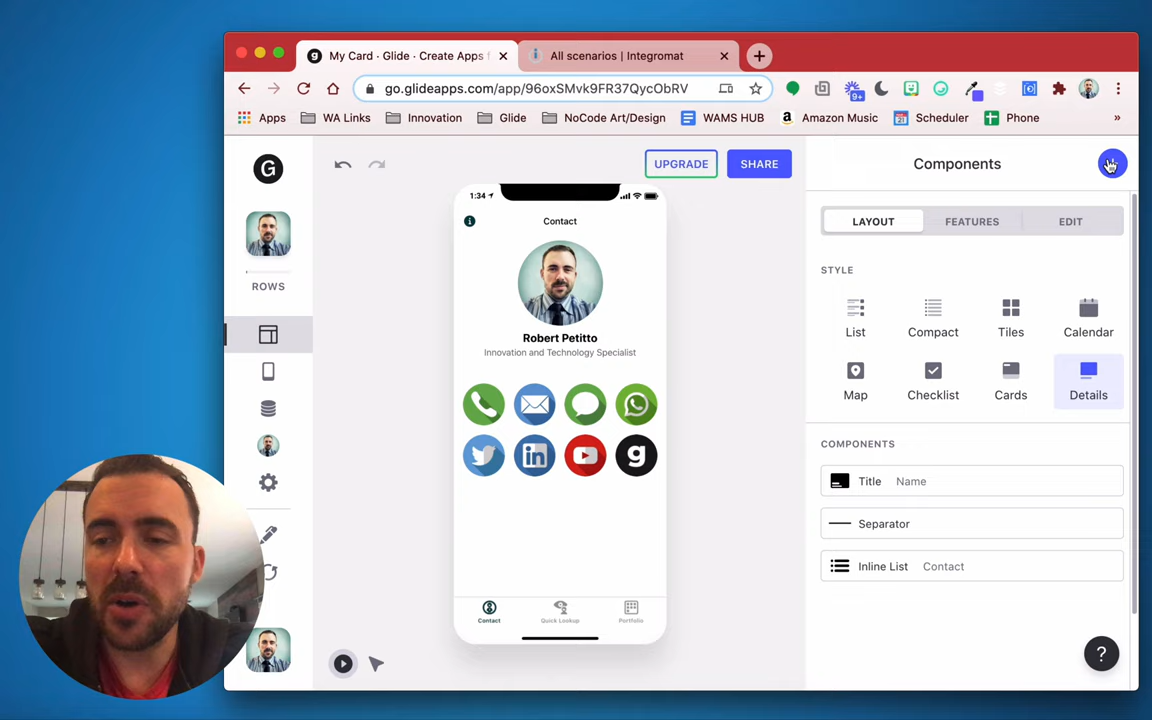 My Card · Glide · Create Apps f
All scenarios | Integromat
go.glideapps.com/app/96oxSMvk9FR37QycObRV
9+
Apps
WA Links
Innovation
Glide
NoCode Art/Design
WAMS HUB
Amazon Music
Scheduler
Phone
»
G
ROWS
UPGRADE
SHARE
1:34
Contact
Robert Petitto
Innovation and Technology Specialist
g
Contact
Quick Lookup
Portfolio
Components
LAYOUT
FEATURES
EDIT
STYLE
List
Compact
Tiles
Calendar
Map
Checklist
Cards
Details
COMPONENTS
Title Name
Separator
Inline List Contact
?